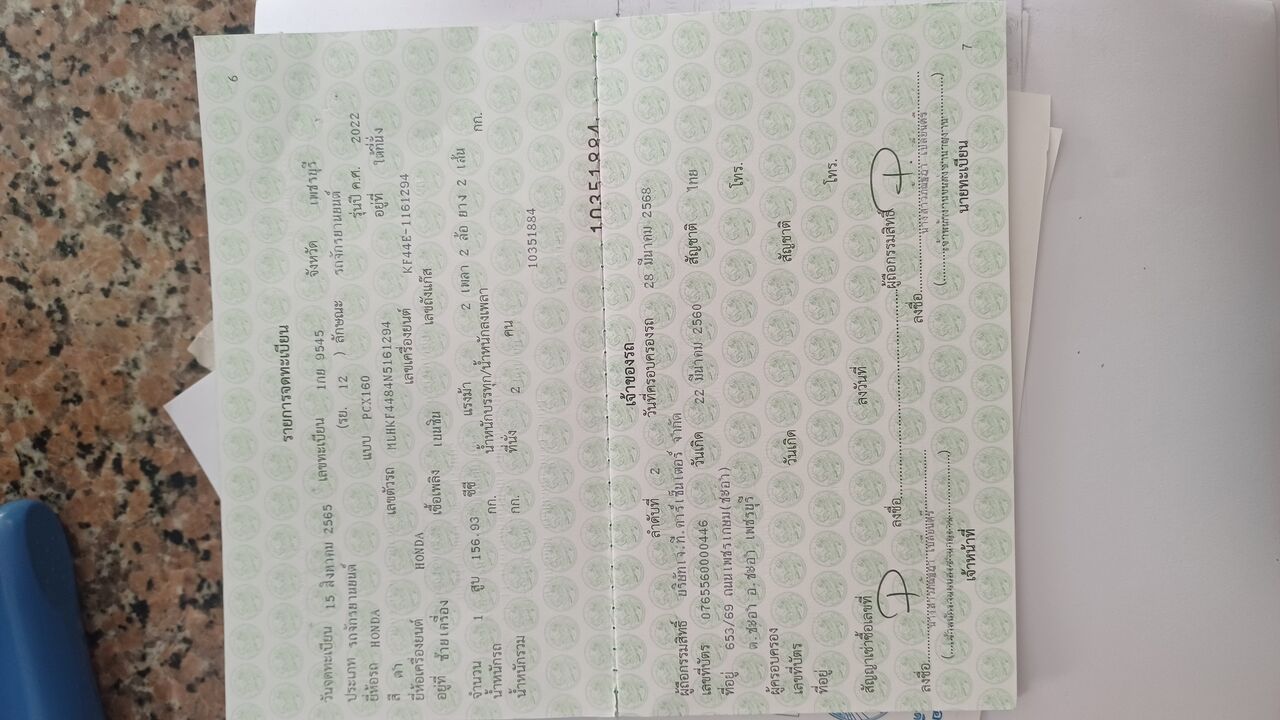 6
รายการจดทะเบียน
วันจดทะเบียน 15 สิงหาคม 2565 เลขทะเบียน 1กย 9545 จังหวัด เพชรบุรี
ประเภท รถจักรยานยนต์ (รย. 12 ) ลักษณะ รถจักรยานยนต์
ยี่ห้อรถ HONDA แบบ PCX160 รุ่นปี ค.ศ. 2022
สี ดำ เลขตัวรถ MLHKF4484N5161294 อยู่ที่ ใต้ที่นั่ง
ยี่ห้อเครื่องยนต์ HONDA เลขเครื่องยนต์ KF44E-1161294
อยู่ที่ ซ้ายเครื่อง เชื้อเพลิง เบนซิน เลขถังแก๊ส
จำนวน 1 สูบ 156.93 ซีซี แรงม้า 2 เพลา 2 ล้อ ยาง 2 เส้น
น้ำหนักรถ กก. น้ำหนักบรรทุก/น้ำหนักลงเพลา กก.
น้ำหนักรวม กก. ที่นั่ง 2 คน
10351884
10351884
เจ้าของรถ
ลำดับที่ 2 วันที่ครอบครองรถ 28 มีนาคม 2568
ผู้ถือกรรมสิทธิ์ บริษัทเจ.ที.คาร์เซ็นเตอร์ จำกัด
เลขที่บัตร 0765560000446 วันเกิด 22 มีนาคม 2560 สัญชาติ ไทย
ที่อยู่ 653/69 ถนนเพชรเกษม(ชะอำ) โทร.
ต.ชะอำ อ.ชะอำ เพชรบุรี
ผู้ครอบครอง
เลขที่บัตร วันเกิด สัญชาติ
ที่อยู่ โทร.
สัญญาเช่าซื้อเลขที่ ลงวันที่
ลงชื่อ ผู้ถือกรรมสิทธิ์
ลงชื่อ ลงชื่อ
เจ้าหน้าที่ นายทะเบียน
7